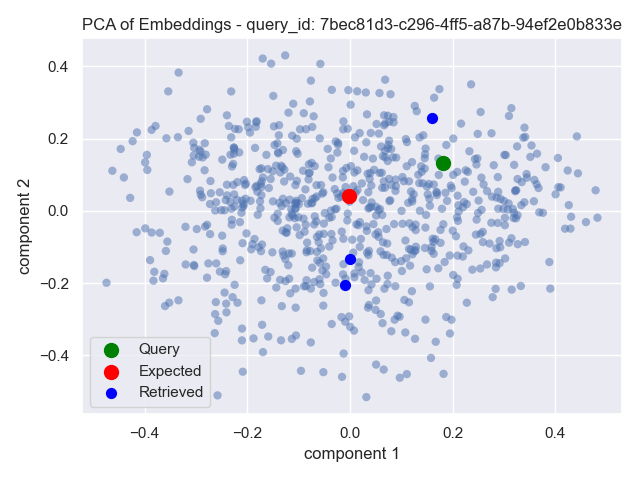 PCA of Embeddings - query_id: 7bec81d3-c296-4ff5-a87b-94ef2e0b833e
component 2
0.4
0.2
0.0
−0.2
−0.4
Query
Expected
Retrieved
−0.4 −0.2 0.0 0.2 0.4
component 1